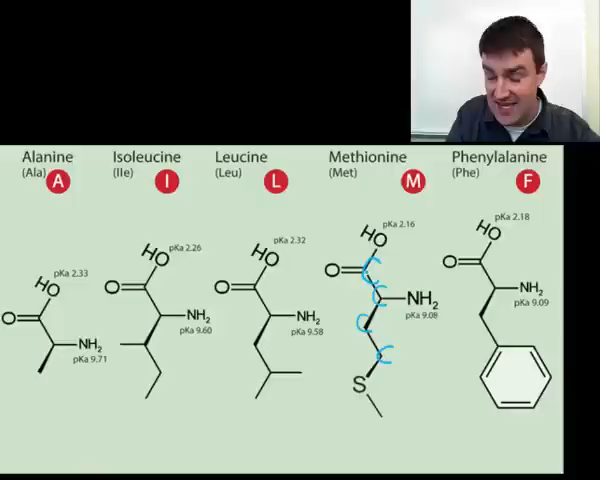 Alanine
(Ala) A
Isoleucine
(Ile) I
Leucine
(Leu) L
Methionine
(Met) M
Phenylalanine
(Phe) F
HO
pKa 2.33
O
NH2
pKa 9.71
HO
pKa 2.26
O
NH2
pKa 9.60
HO
pKa 2.32
O
NH2
pKa 9.58
HO
pKa 2.16
O
NH2
pKa 9.08
S
HO
pKa 2.18
O
NH2
pKa 9.09